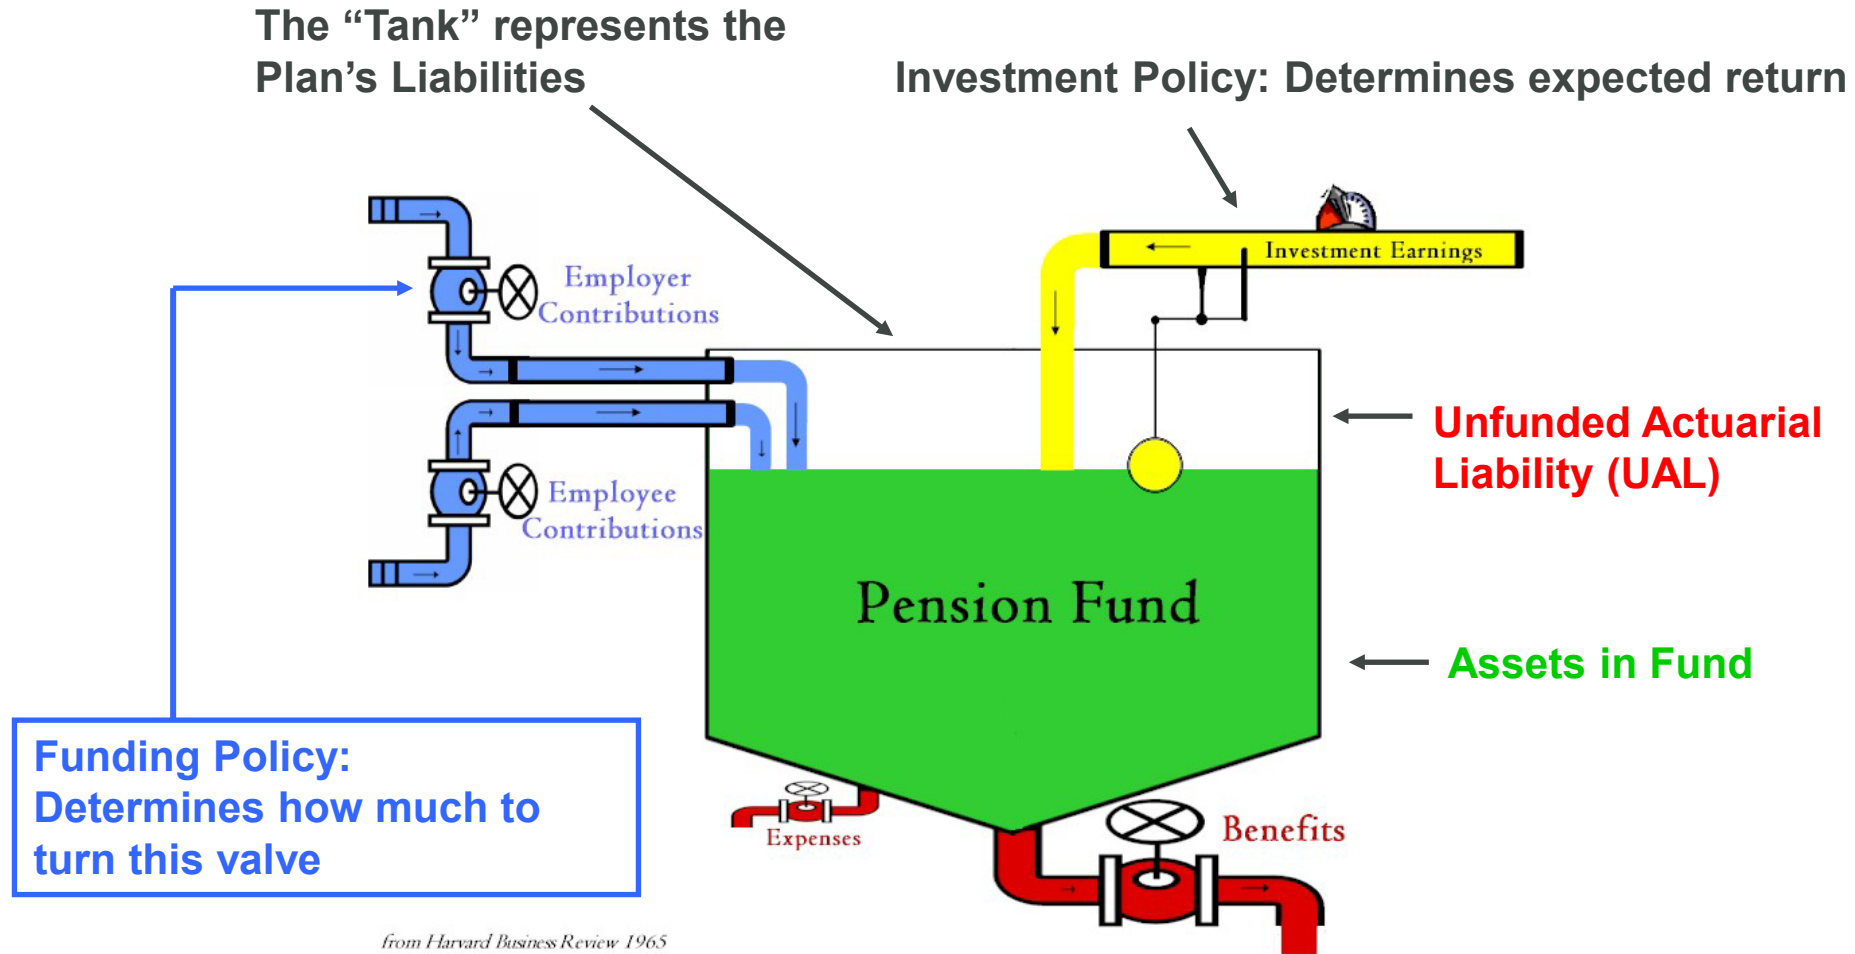 The “Tank” represents the
Plan’s Liabilities
Investment Policy: Determines expected return
Investment Earnings
Employer
Contributions
Employee
Contributions
Unfunded Actuarial
Liability (UAL)
Pension Fund
Assets in Fund
Funding Policy:
Determines how much to
turn this valve
Expenses
Benefits
from Harvard Business Review 1965